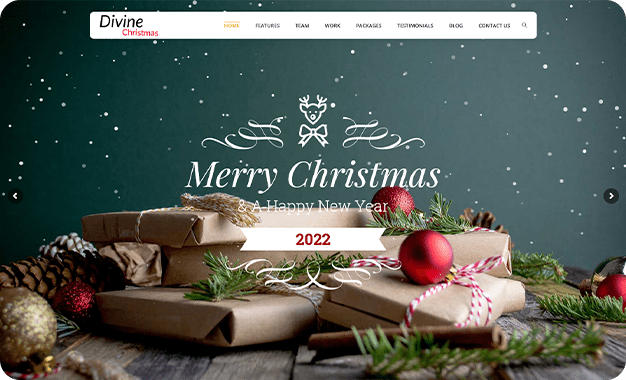 Divine
Christmas
HOME FEATURES TEAM WORK PACKAGES TESTIMONIALS BLOG CONTACT US
Merry Christmas
& A Happy New Year
2022